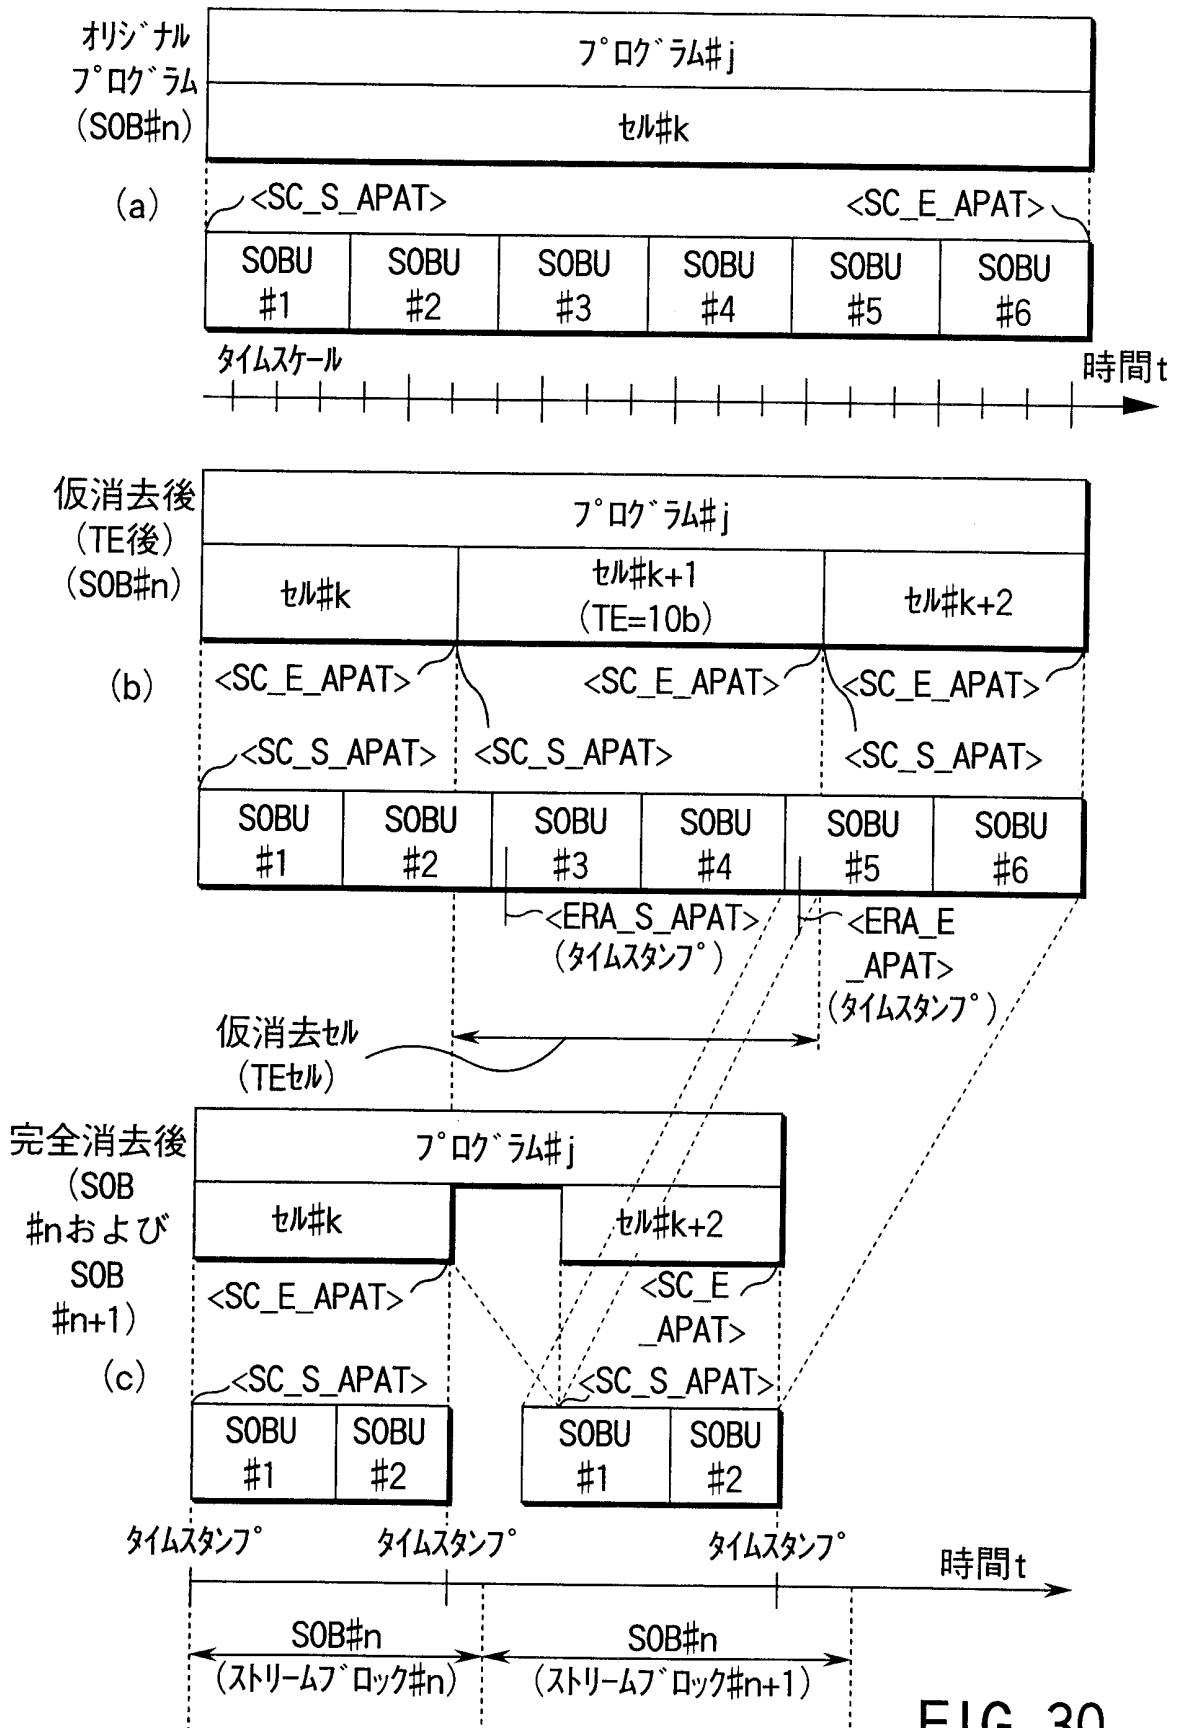 オリジナル
プログラム
(SOB#n)
プログラム#j
セル#k
(a)
<SC_S_APAT>
<SC_E_APAT>
SOBU #1
SOBU #2
SOBU #3
SOBU #4
SOBU #5
SOBU #6
タイムスケール
時間t
仮消去後
(TE後)
(SOB#n)
プログラム#j
セル#k
セル#k+1
(TE=10b)
セル#k+2
(b)
<SC_E_APAT>
<SC_E_APAT>
<SC_E_APAT>
<SC_S_APAT>
<SC_S_APAT>
<SC_S_APAT>
SOBU #1
SOBU #2
SOBU #3
SOBU #4
SOBU #5
SOBU #6
<ERA_S_APAT>
(タイムスタンプ)
<ERA_E
_APAT>
(タイムスタンプ)
仮消去セル
(TEセル)
完全消去後
(SOB
#nおよび
SOB
#n+1)
プログラム#j
セル#k
セル#k+2
<SC_E_APAT>
<SC_E
_APAT>
(c)
<SC_S_APAT>
<SC_S_APAT>
SOBU #1
SOBU #2
SOBU #1
SOBU #2
タイムスタンプ
タイムスタンプ
タイムスタンプ
時間t
SOB#n
(ストリームブロック#n)
SOB#n
(ストリームブロック#n+1)
FIG. 30